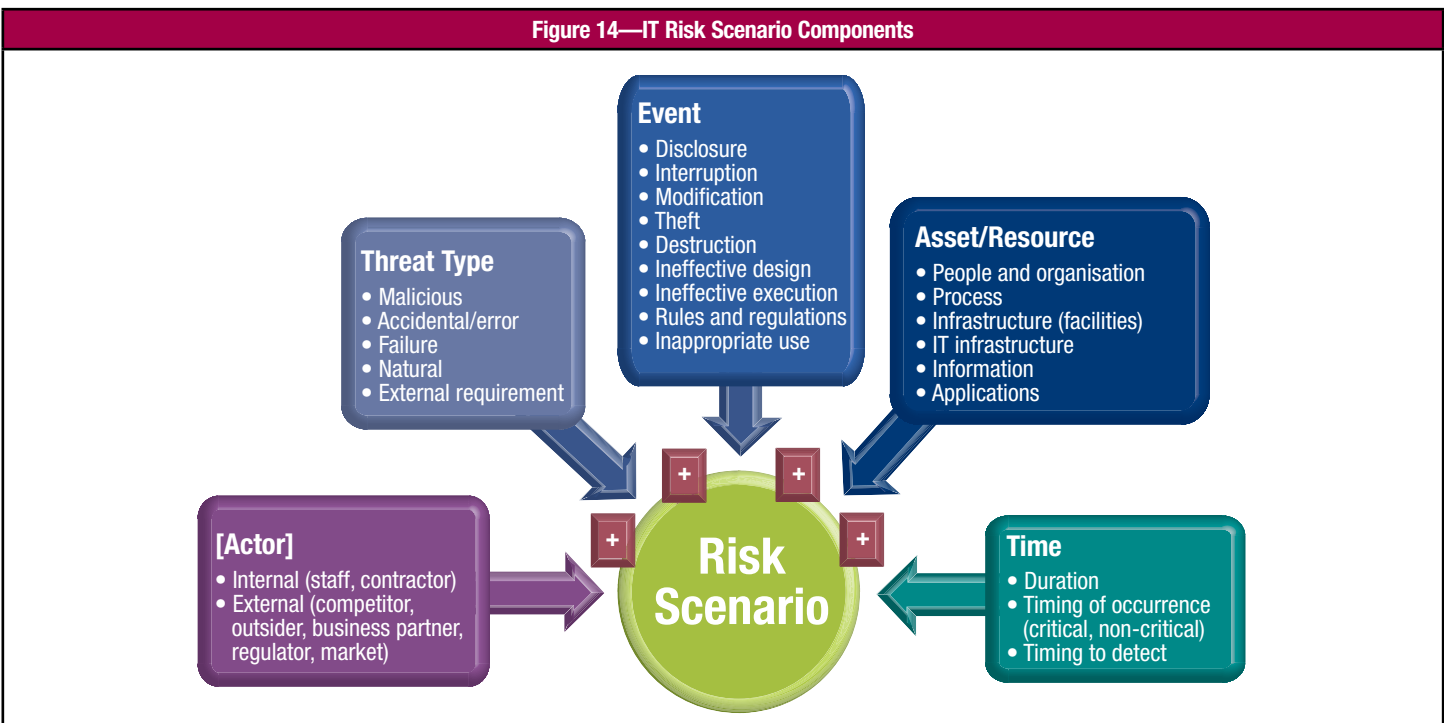 Figure 14—IT Risk Scenario Components
Event
• Disclosure
• Interruption
• Modification
• Theft
• Destruction
• Ineffective design
• Ineffective execution
• Rules and regulations
• Inappropriate use
Threat Type
• Malicious
• Accidental/error
• Failure
• Natural
• External requirement
Asset/Resource
• People and organisation
• Process
• Infrastructure (facilities)
• IT infrastructure
• Information
• Applications
[Actor]
• Internal (staff, contractor)
• External (competitor,
outsider, business partner,
regulator, market)
+
+
+
+
Risk
Scenario
Time
• Duration
• Timing of occurrence
(critical, non-critical)
• Timing to detect